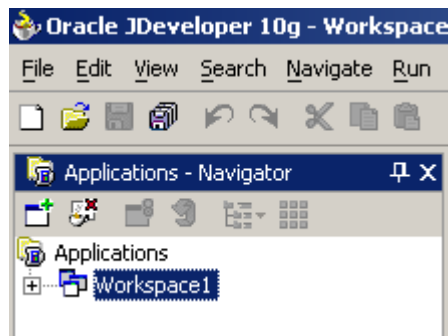 Oracle JDeveloper 10g - Workspace
File Edit View Search Navigate Run
Applications - Navigator
Applications
Workspace1